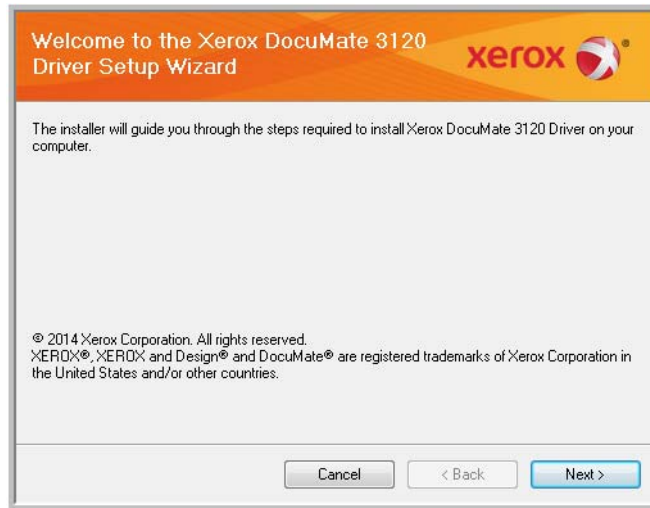 Welcome to the Xerox DocuMate 3120
Driver Setup Wizard
xerox
The installer will guide you through the steps required to install Xerox DocuMate 3120 Driver on your
computer.
© 2014 Xerox Corporation. All rights reserved.
XEROX®, XEROX and Design® and DocuMate® are registered trademarks of Xerox Corporation in
the United States and/or other countries.
Cancel < Back Next >